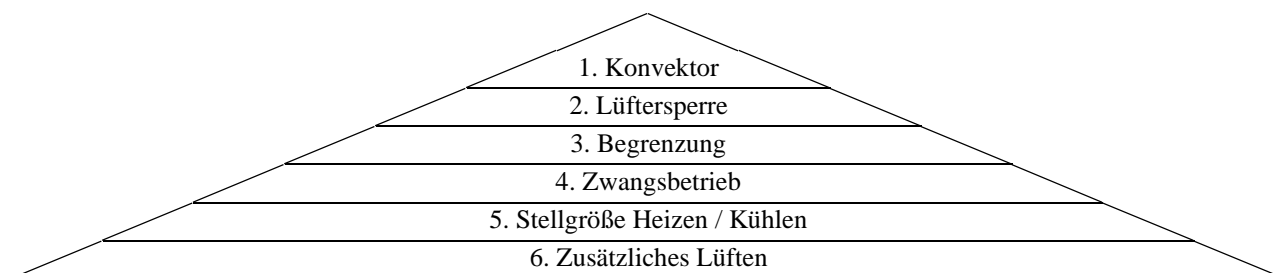 1. Konvektor
2. Lüftersperre
3. Begrenzung
4. Zwangsbetrieb
5. Stellgröße Heizen / Kühlen
6. Zusätzliches Lüften